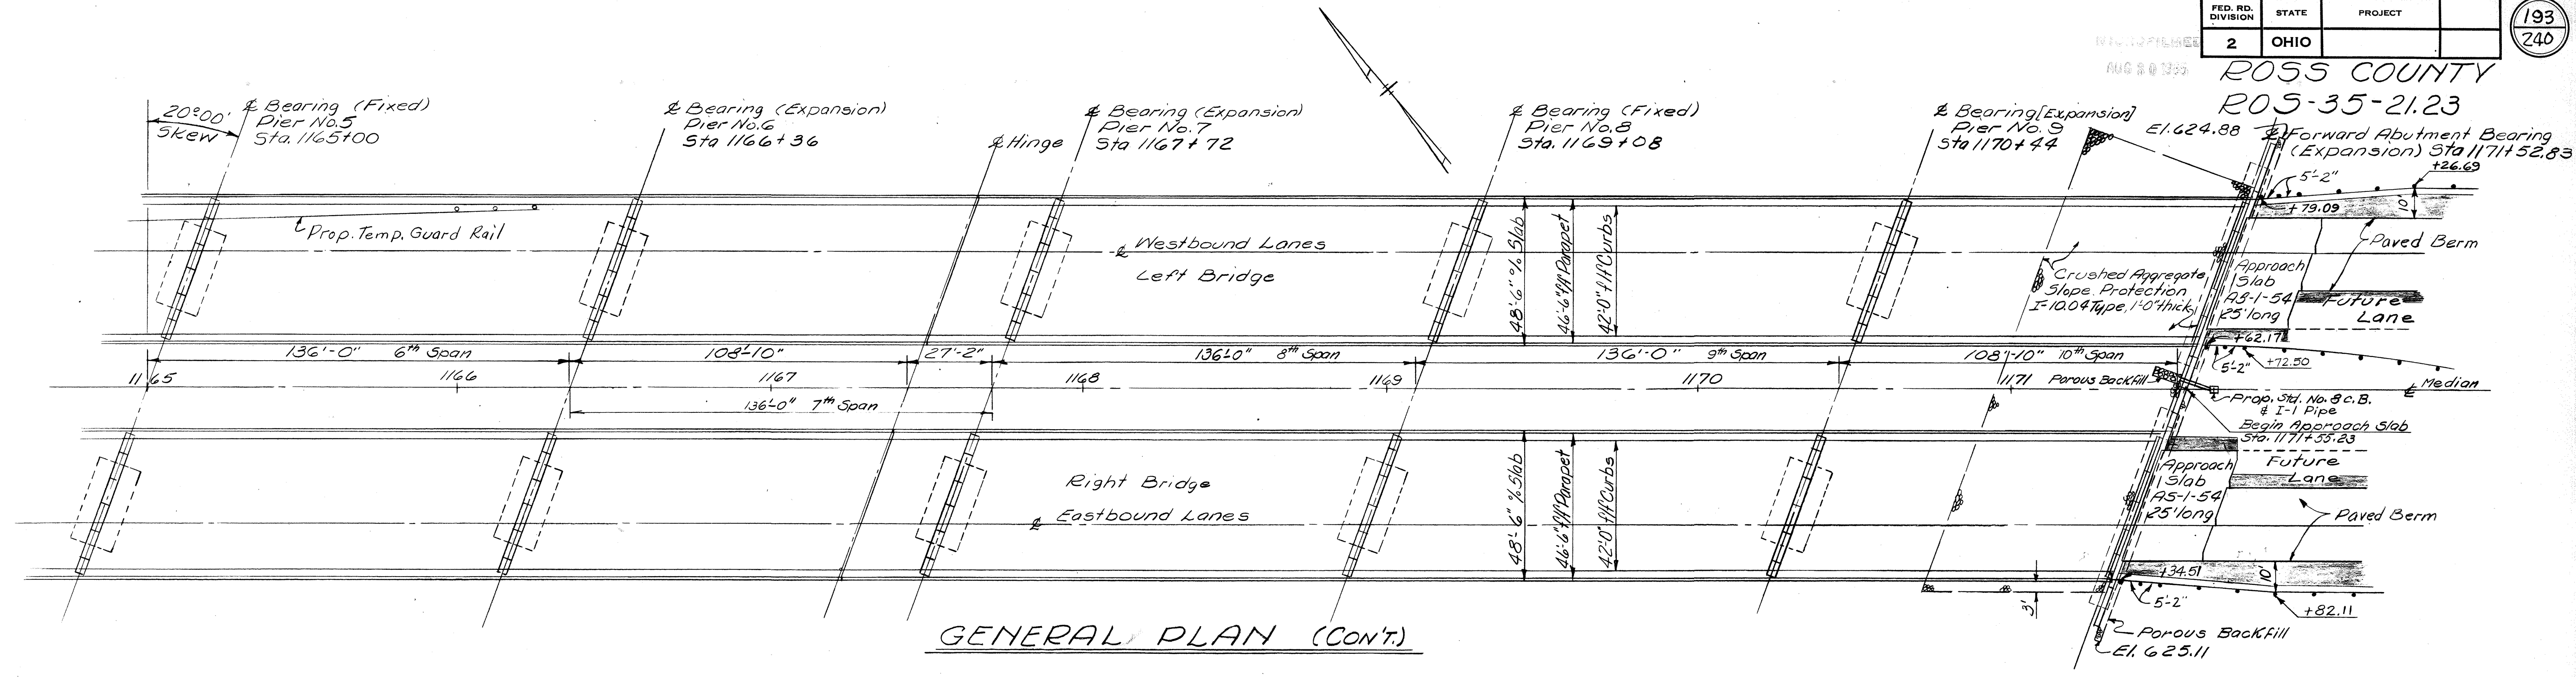 FED. RD. DIVISION STATE PROJECT
2 OHIO
193
240
AUG 20
ROSS COUNTY
ROS-35-21.23
20°00'
Skew
℄ Bearing (Fixed)
Pier No.5
Sta. 1165+00
℄ Bearing (Expansion)
Pier No.6
Sta 1166+36
℄ Hinge
℄ Bearing (Expansion)
Pier No.7
Sta 1167+72
℄ Bearing (Fixed)
Pier No.8
Sta. 1169+08
℄ Bearing [Expansion]
Pier No. 9
Sta 1170+44
El.624.88
℄ Forward Abutment Bearing
(Expansion) Sta 1171+52.83
+26.69
5'-2"
+79.09
10'
Prop. Temp. Guard Rail
℄ Westbound Lanes
Left Bridge
48'-6" o/o Slab
46'-6" f/f Parapet
42'-0" f/f Curbs
Crushed Aggregate
Slope Protection
I-10.04 Type, 1'-0" thick
Approach
Slab
AS-1-54
25' long
Paved Berm
Future
Lane
+62.17
5'-2"
+72.50
136'-0" 6th Span
108'-10"
27'-2"
136'-0" 8th Span
136'-0" 9th Span
108'-10" 10th Span
1165
1166
1167
1168
1169
1170
1171
Porous Backfill
℄ Median
136'-0" 7th Span
Prop. Std. No. 8 C.B.
& I-1 Pipe
Begin Approach Slab
Sta. 1171+55.23
Right Bridge
℄ Eastbound Lanes
48'-6" o/o Slab
46'-6" f/f Parapet
42'-0" f/f Curbs
Approach
Slab
AS-1-54
25' long
Future
Lane
Paved Berm
+34.51
10'
5'-2"
+82.11
3'
Porous Backfill
El. 625.11
GENERAL PLAN (CON'T.)